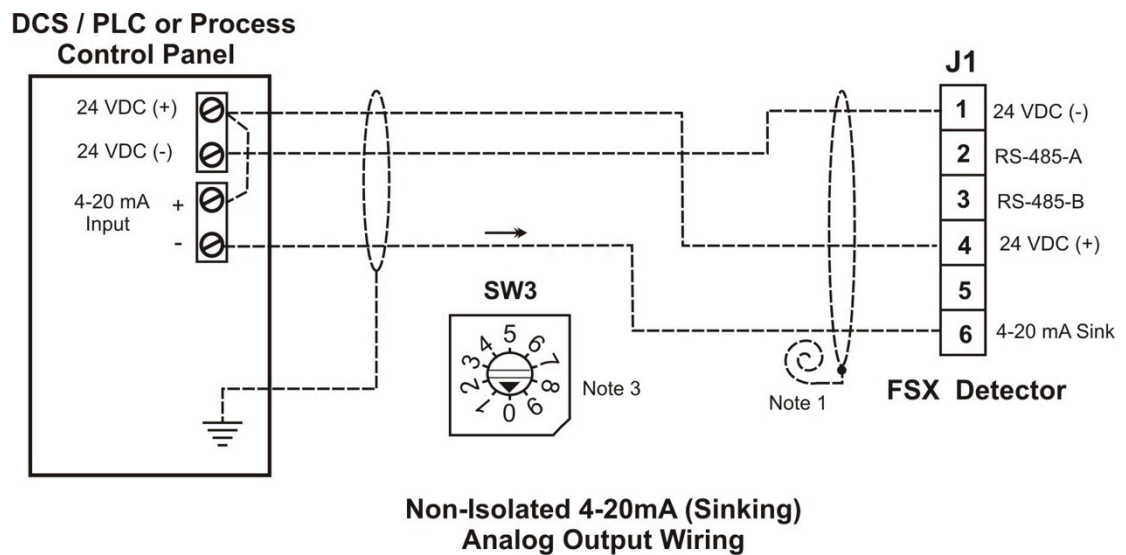 DCS / PLC or Process
Control Panel
24 VDC (+)
24 VDC (-)
4-20 mA +
Input
-
J1
1 24 VDC (-)
2 RS-485-A
3 RS-485-B
4 24 VDC (+)
5
6 4-20 mA Sink
SW3
0 1 2 3 4 5 6 7 8 9
Note 3
Note 1
FSX Detector
Non-Isolated 4-20mA (Sinking)
Analog Output Wiring